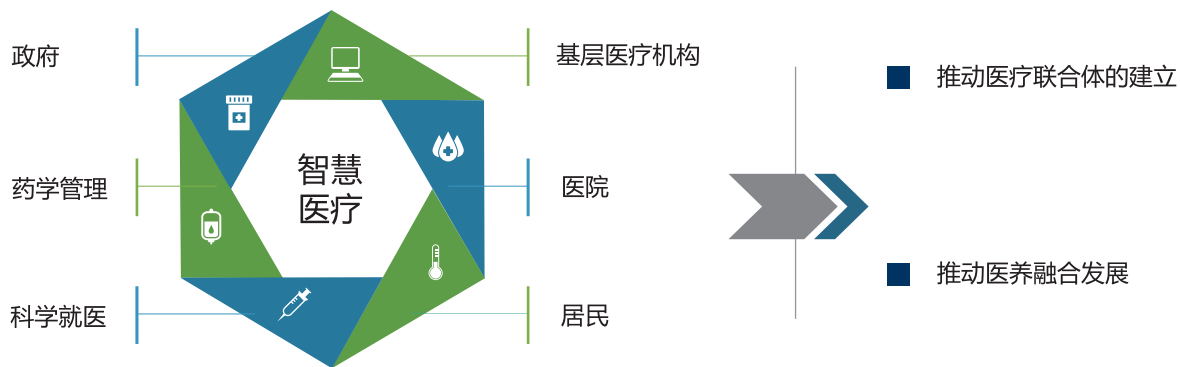 政府
基层医疗机构
药学管理
智慧
医疗
医院
科学就医
居民
推动医疗联合体的建立
推动医养融合发展